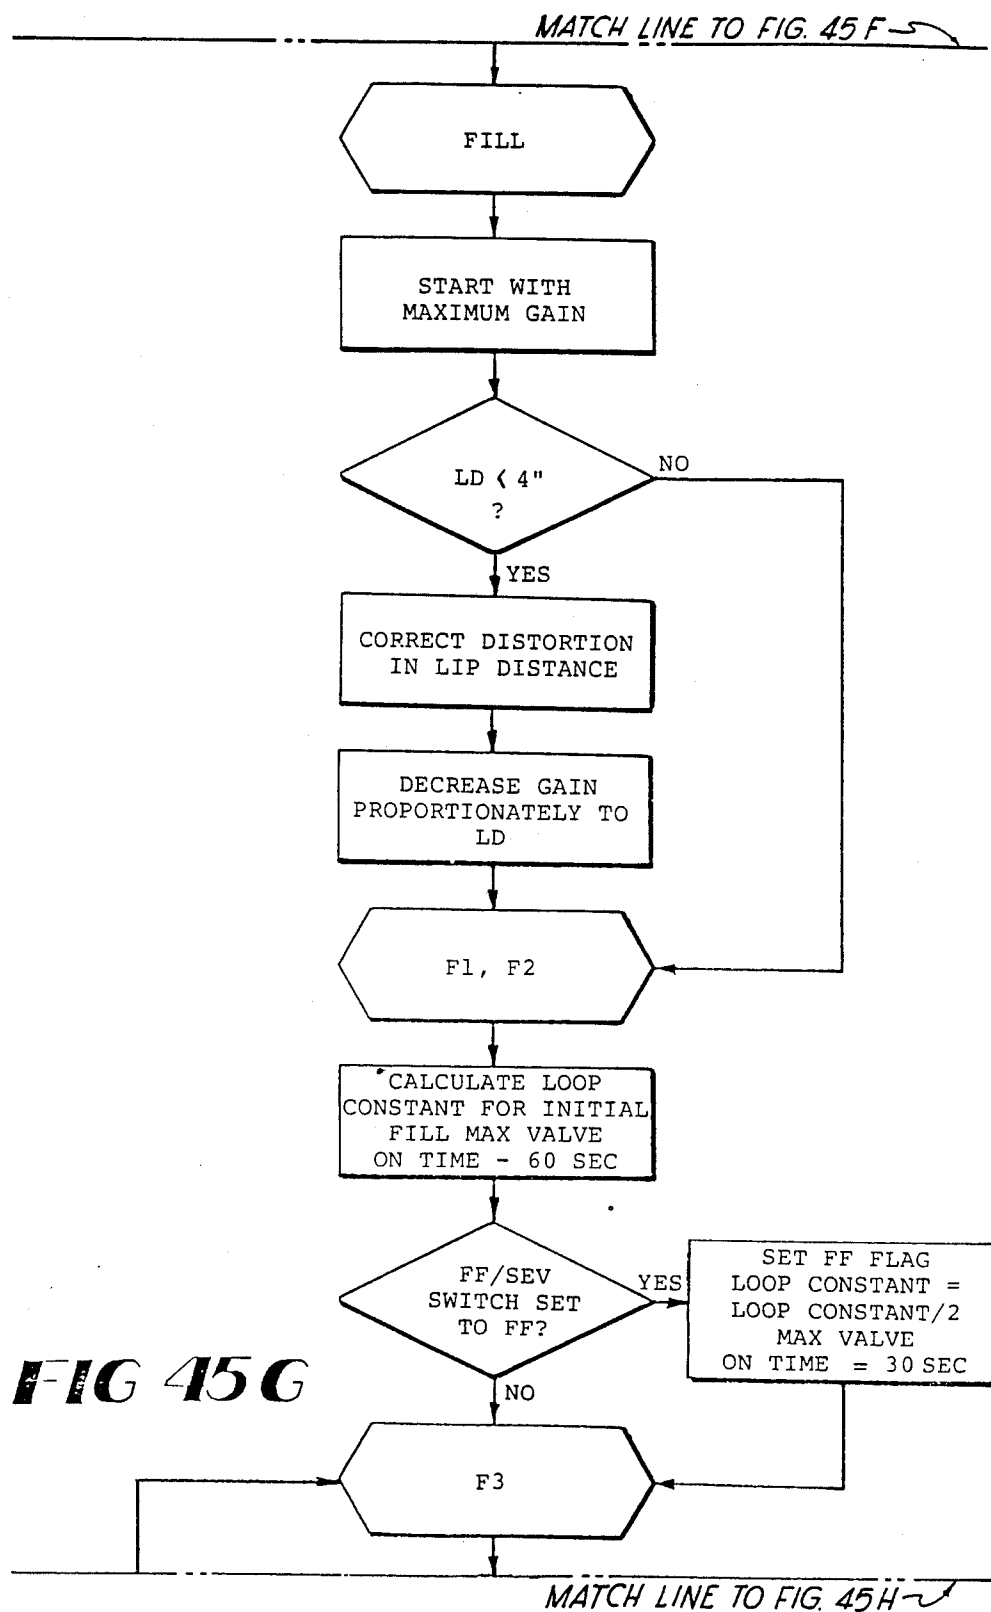 MATCH LINE TO FIG. 45 F
FILL
START WITH
MAXIMUM GAIN
LD < 4"
?
NO
YES
CORRECT DISTORTION
IN LIP DISTANCE
DECREASE GAIN
PROPORTIONATELY TO
LD
F1, F2
CALCULATE LOOP
CONSTANT FOR INITIAL
FILL MAX VALVE
ON TIME - 60 SEC
FF/SEV
SWITCH SET
TO FF?
YES
SET FF FLAG
LOOP CONSTANT =
LOOP CONSTANT/2
MAX VALVE
ON TIME = 30 SEC
NO
FIG 45G
F3
MATCH LINE TO FIG. 45 H